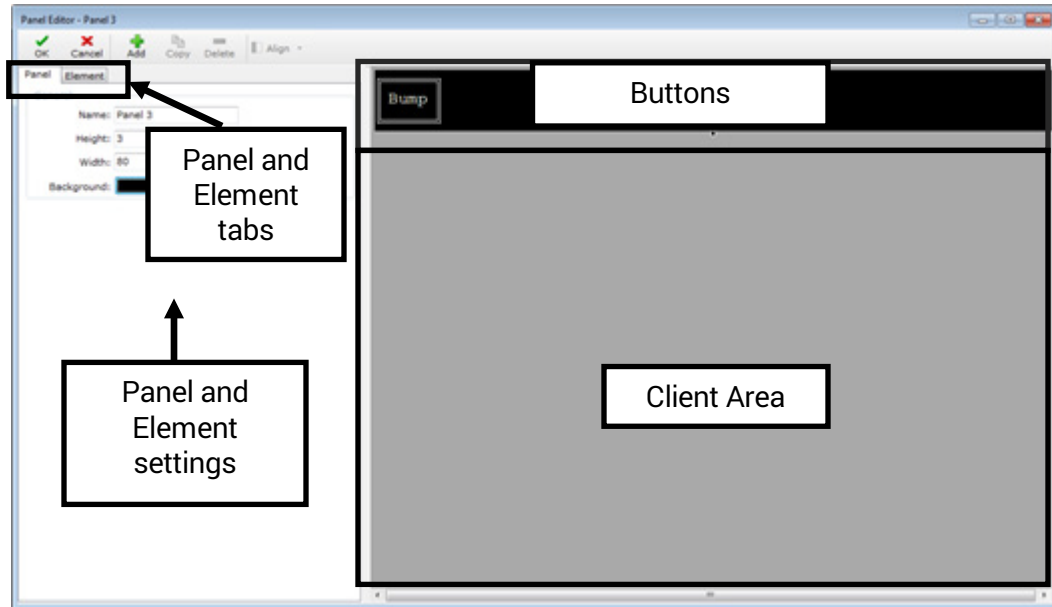 Panel Editor - Panel 3
OK Cancel Add Copy Delete Align
Panel Element
Name: Panel 3
Height: 3
Width: 80
Background:
Bump
Buttons
Panel and
Element
tabs
Panel and
Element
settings
Client Area